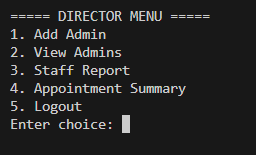 ===== DIRECTOR MENU =====
1. Add Admin
2. View Admins
3. Staff Report
4. Appointment Summary
5. Logout
Enter choice: